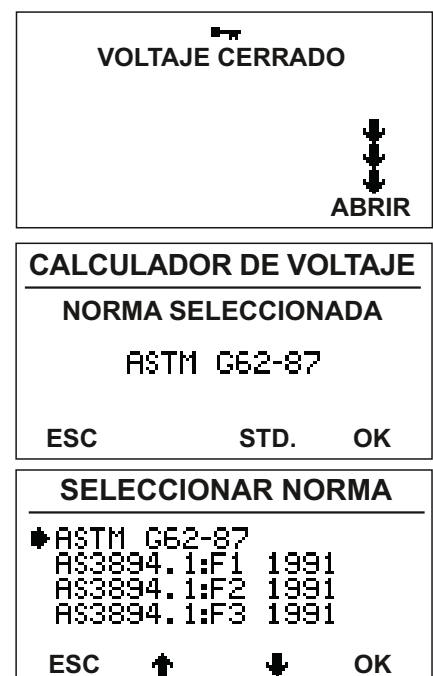 VOLTAJE CERRADO
ABRIR
CALCULADOR DE VOLTAJE
NORMA SELECCIONADA
ASTM G62-87
ESC STD. OK
SELECCIONAR NORMA
ASTM G62-87
AS3894.1:F1 1991
AS3894.1:F2 1991
AS3894.1:F3 1991
ESC OK